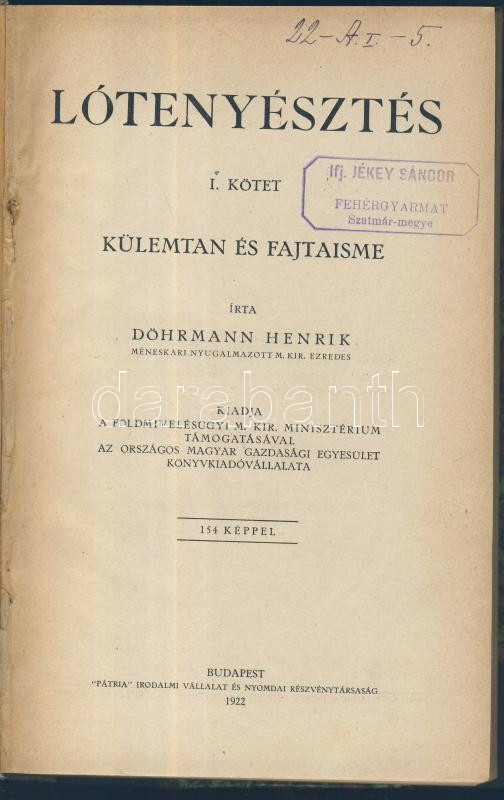 22-A.I.-5.
LÓTENYÉSZTÉS
I. KÖTET
Ifj. JÉKEY SÁNDOR
FEHÉRGYARMAT
Szatmár-megye
KÜLEMTAN ÉS FAJTAISME
ÍRTA
DÖHRMANN HENRIK
MÉNESKARI NYUGALMAZOTT M. KIR. EZREDES
darabanth
KIADJA
A FÖLDMIVELÉSÜGYI M. KIR. MINISZTÉRIUM
TÁMOGATÁSÁVAL
AZ ORSZÁGOS MAGYAR GAZDASÁGI EGYESÜLET
KÖNYVKIADÓVÁLLALATA
154 KÉPPEL
BUDAPEST
"PÁTRIA" IRODALMI VÁLLALAT ÉS NYOMDAI RÉSZVÉNYTÁRSASÁG
1922